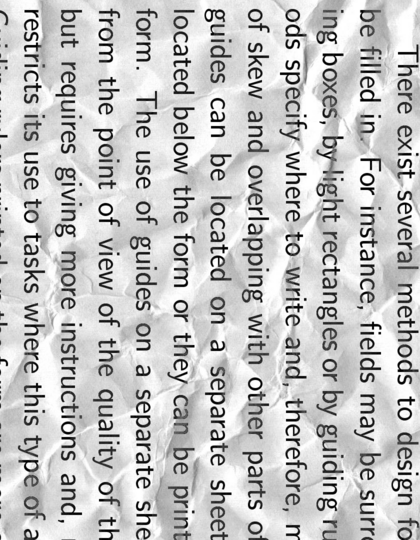 There exist several methods to design fo
be filled in. For instance, fields may be surro
ing boxes, by light rectangles or by guiding ru
ods specify where to write and, therefore, m
of skew and overlapping with other parts of
guides can be located on a separate sheet
located below the form or they can be print
form. The use of guides on a separate she
from the point of view of the quality of th
but requires giving more instructions and,
restricts its use to tasks where this type of a